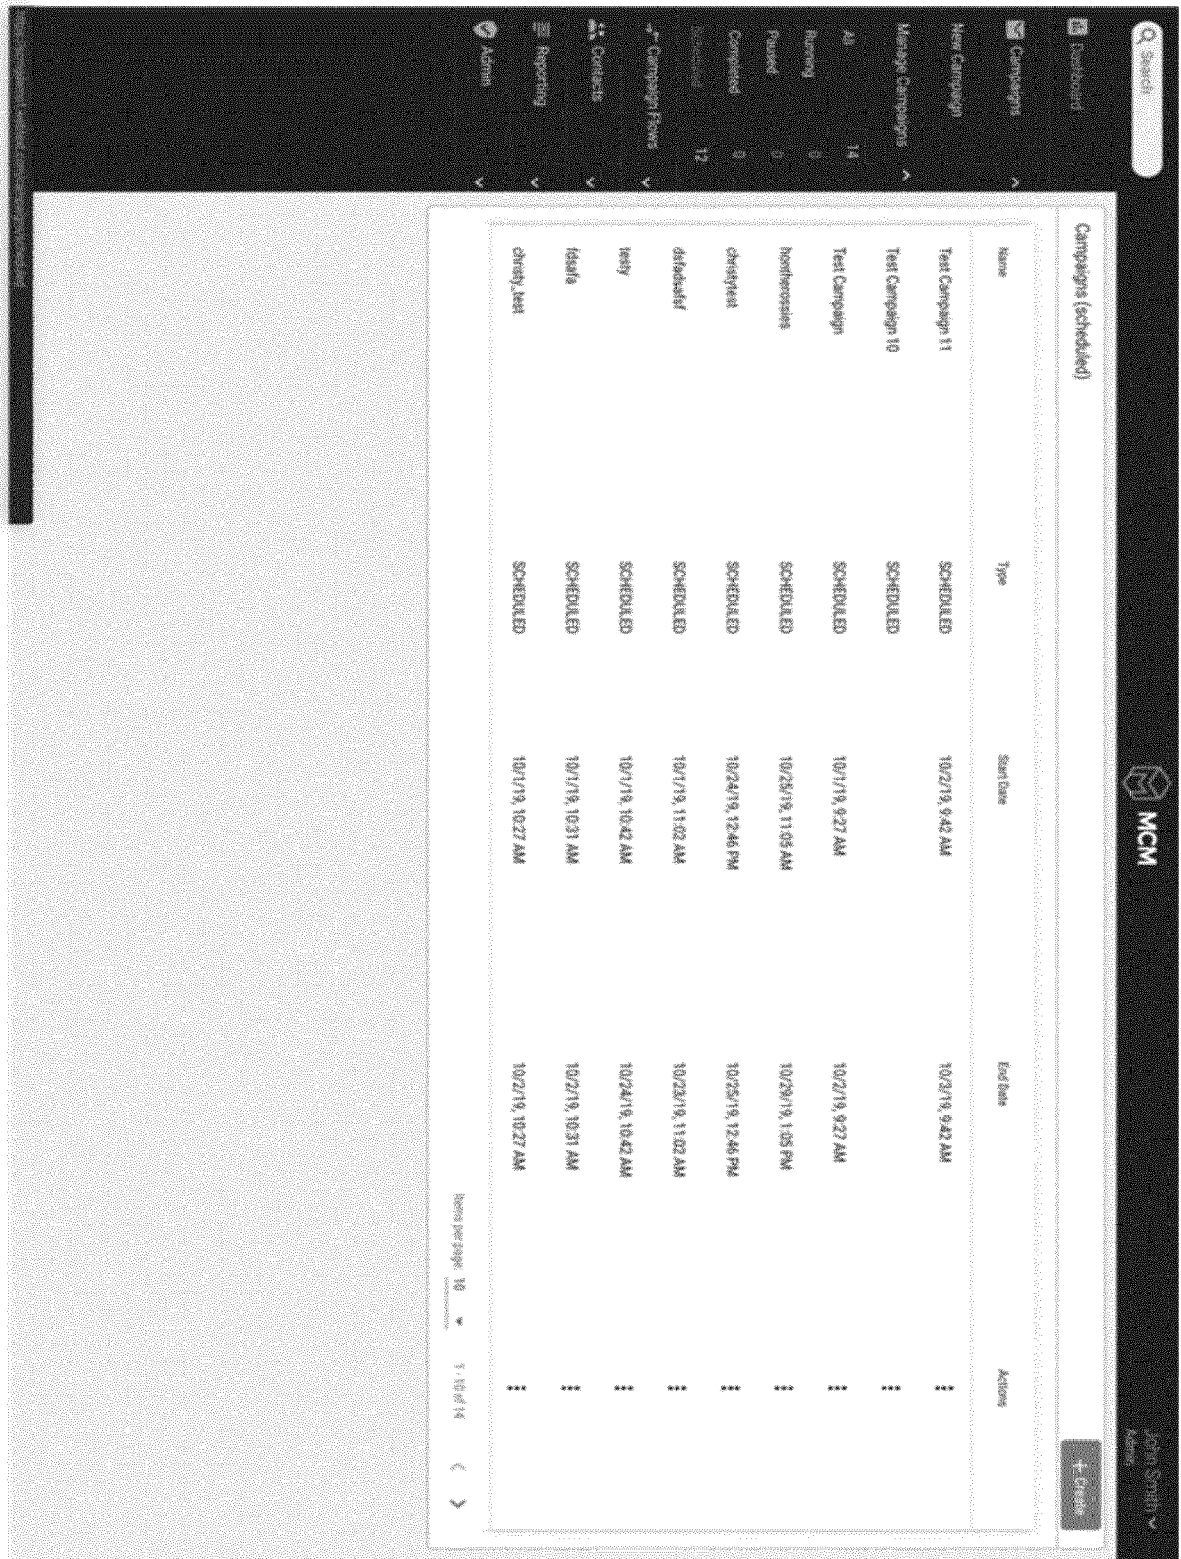 Search
MCM
John Smith
Admin
Dashboard
Campaigns
New Campaign
Manage Campaigns
All 14
Running 0
Paused 0
Completed 0
Scheduled 12
Campaign Flows
Contacts
Reporting
Admin
Campaigns (scheduled)
+ Create
Name Type Start Date End Date Actions
Test Campaign 11 SCHEDULED 10/2/19, 9:42 AM 10/3/19, 9:42 AM
Test Campaign 10 SCHEDULED
Test Campaign SCHEDULED 10/1/19, 9:27 AM 10/2/19, 9:27 AM
SCHEDULED 10/29/19, 1:05 PM
christytest SCHEDULED 10/24/19, 12:46 PM 10/25/19, 12:46 PM
SCHEDULED 10/1/19, 11:02 AM 10/23/19, 11:02 AM
testy SCHEDULED 10/1/19, 10:42 AM 10/24/19, 10:42 AM
fdsafa SCHEDULED 10/1/19, 10:31 AM 10/2/19, 10:31 AM
christy_test SCHEDULED 10/1/19, 10:27 AM 10/2/19, 10:27 AM
Items per page: 10 1 - 10 of 14